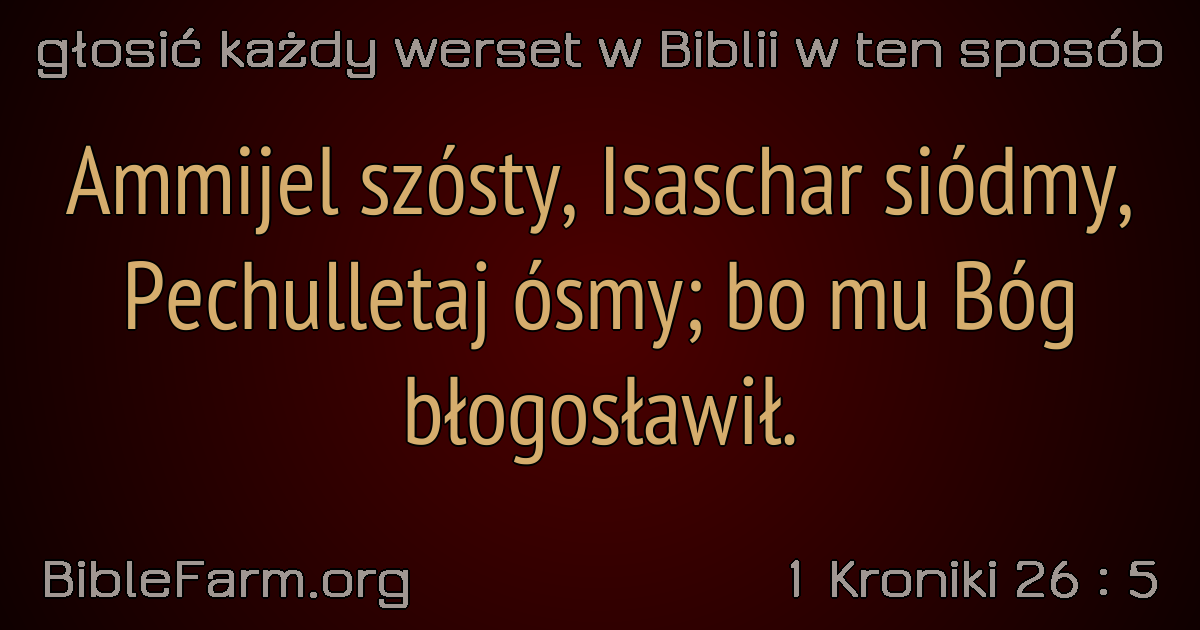 głosić każdy werset w Biblii w ten sposób
Ammijel szósty, Isaschar siódmy,
Pechulletaj ósmy; bo mu Bóg
błogosławił.
BibleFarm.org
1 Kroniki 26 : 5